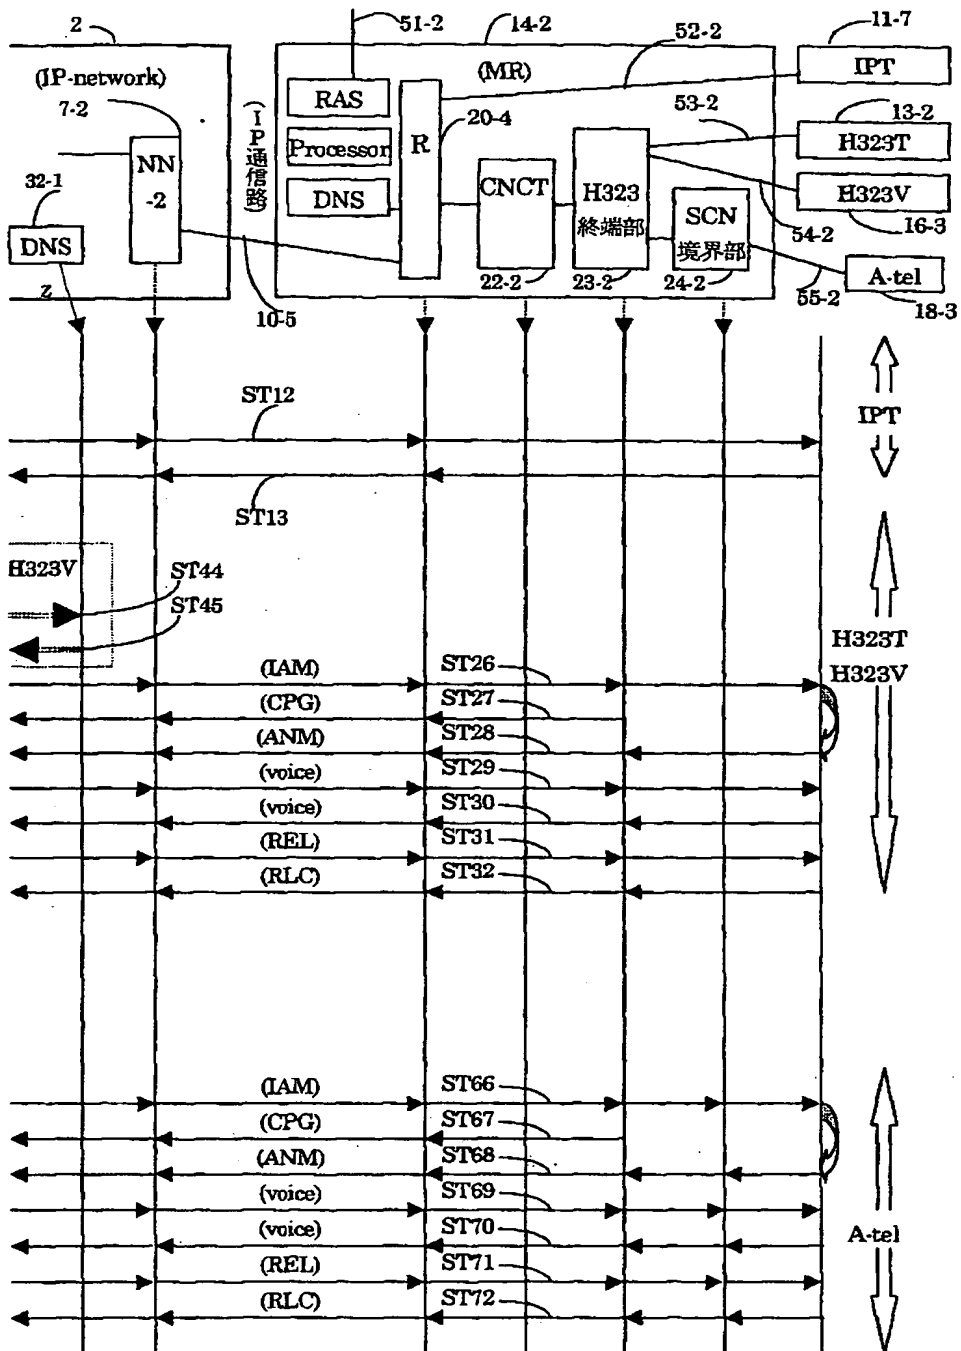 2
51-2
14-2
52-2
11-7
(IP-network)
(MR)
IPT
7-2
RAS
53-2
13-2
(IP通信路)
R
20-4
H323T
NN
-2
Processor
CNCT
H323
終端部
H323V
32-1
DNS
SCN
境界部
54-2
16-3
DNS
22-2
23-2
24-2
A-tel
Z
10-5
55-2
18-3
ST12
IPT
ST13
H323V
ST44
ST45
H323T
H323V
(IAM)
ST26
(CPG)
ST27
(ANM)
ST28
(voice)
ST29
(voice)
ST30
(REL)
ST31
(RLC)
ST32
(IAM)
ST66
(CPG)
ST67
(ANM)
ST68
(voice)
ST69
(voice)
ST70
A-tel
(REL)
ST71
(RLC)
ST72